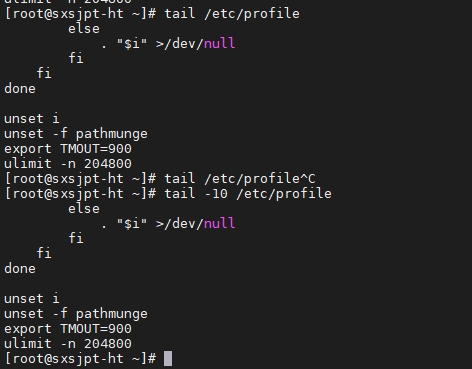 ulimit -n 204800
[root@sxsjpt-ht ~]# tail /etc/profile
        else
            . "$i" >/dev/null
        fi
    fi
done

unset i
unset -f pathmunge
export TMOUT=900
ulimit -n 204800
[root@sxsjpt-ht ~]# tail /etc/profile^C
[root@sxsjpt-ht ~]# tail -10 /etc/profile
        else
            . "$i" >/dev/null
        fi
    fi
done

unset i
unset -f pathmunge
export TMOUT=900
ulimit -n 204800
[root@sxsjpt-ht ~]#